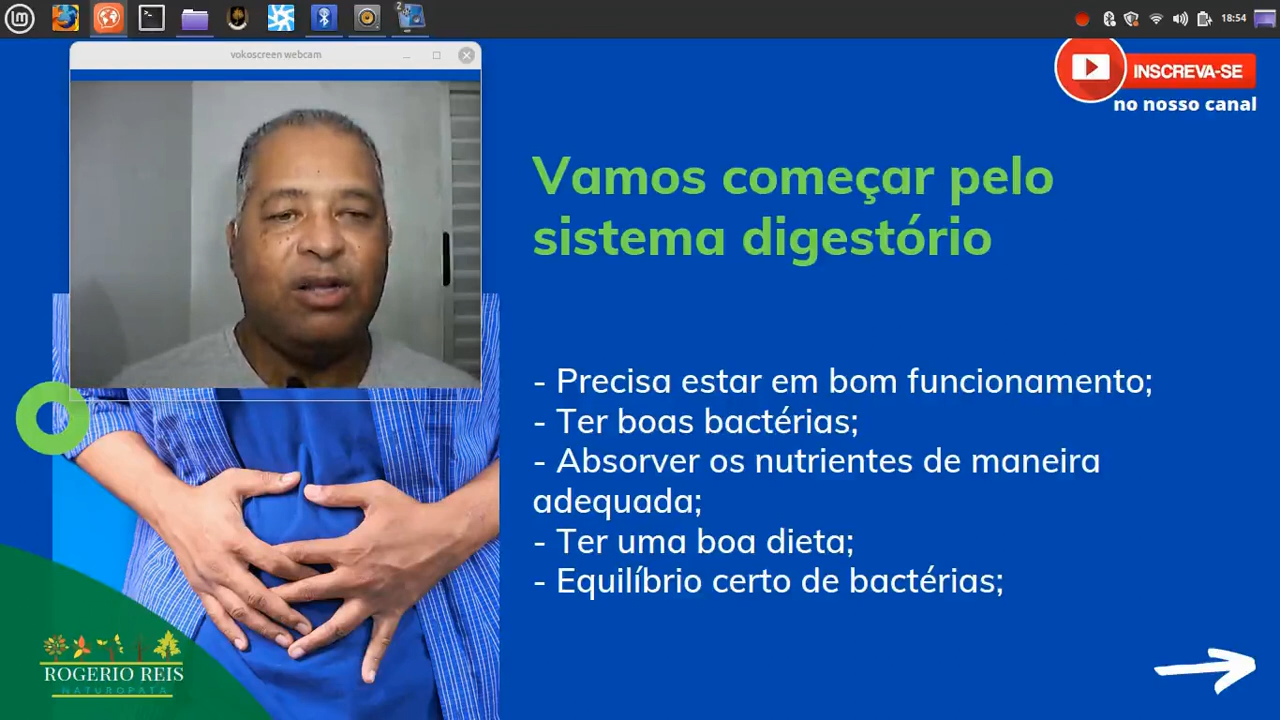 18:54
vokoscreen webcam
INSCREVA-SE
no nosso canal
Vamos começar pelo
sistema digestório
- Precisa estar em bom funcionamento;
- Ter boas bactérias;
- Absorver os nutrientes de maneira
adequada;
- Ter uma boa dieta;
- Equilíbrio certo de bactérias;
ROGERIO REIS
NATUROPATA